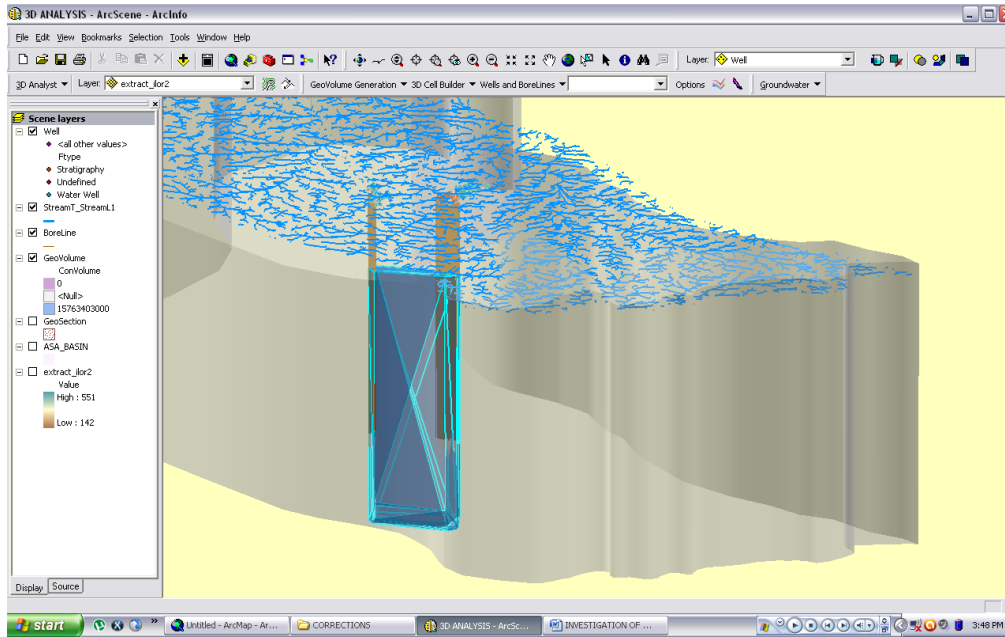 3D ANALYSIS - ArcScene - ArcInfo
File Edit View Bookmarks Selection Tools Window Help
Layer: Well
3D Analyst Layer: extract_ilor2 GeoVolume Generation 3D Cell Builder Wells and BoreLines Options Groundwater
Scene layers
Well
<all other values>
Ftype
Stratigraphy
Undefined
Water Well
StreamT_StreamL1
BoreLine
GeoVolume
ConVolume
0
<Null>
15763403000
GeoSection
ASA_BASIN
extract_ilor2
Value
High : 551
Low : 142
Display Source
start Untitled - ArcMap - Ar... CORRECTIONS 3D ANALYSIS - ArcSc... INVESTIGATION OF ... 3:48 PM